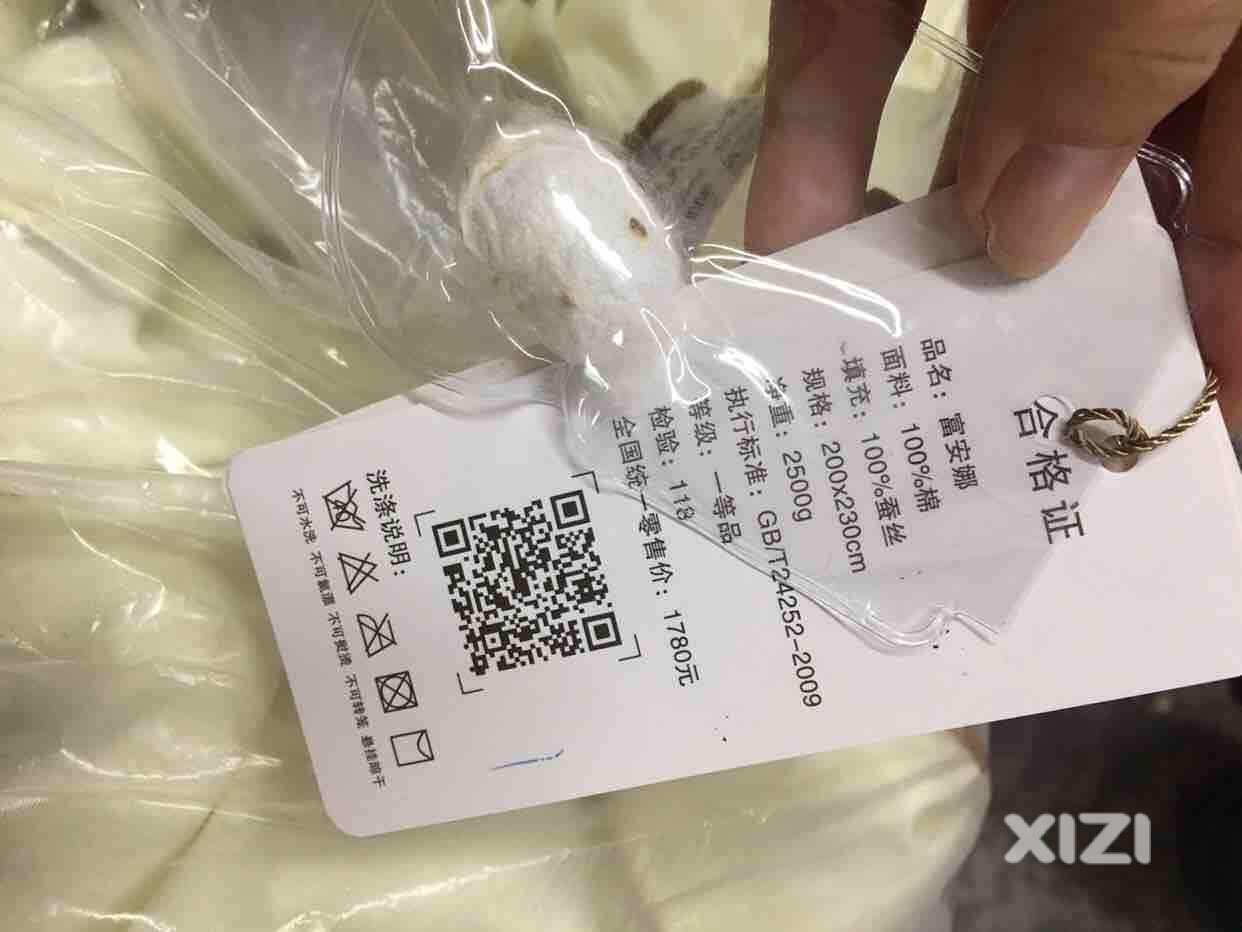 合格证
品名：富安娜
面料：100%棉
填充：100%蚕丝
规格：200x230cm
净重：2500g
执行标准：GB/T24252-2009
等级：一等品
检验：118
全国统一零售价：1780元
洗涤说明：
不可水洗 不可氯漂 不可熨烫 不可转笼 悬挂晾干
XIZI